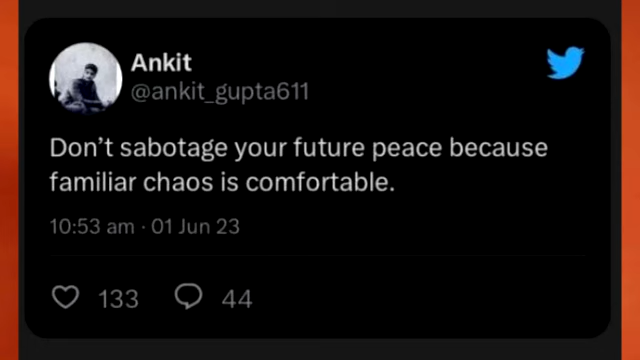 Ankit
@ankit_gupta611
Don't sabotage your future peace because
familiar chaos is comfortable.
10:53 am · 01 Jun 23
133 44